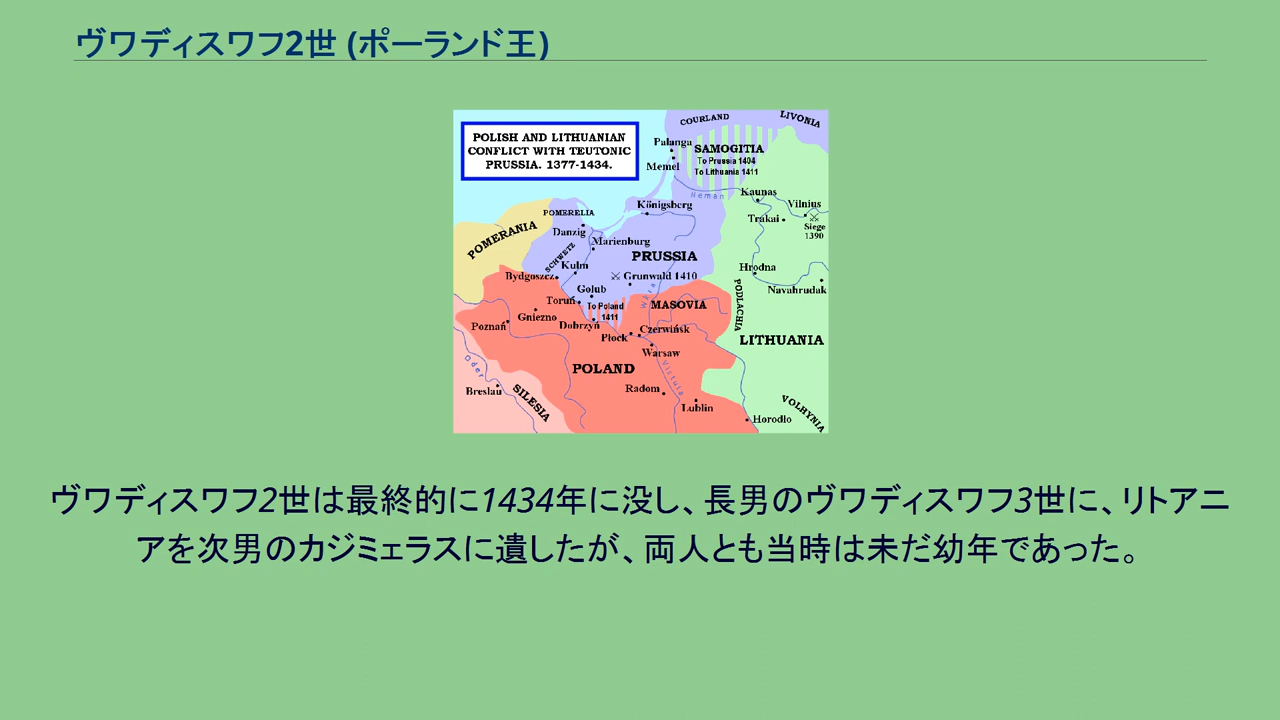 ヴワディスワフ2世 (ポーランド王)
POLISH AND LITHUANIAN
CONFLICT WITH TEUTONIC
PRUSSIA. 1377-1434.
COURLAND
LIVONIA
Palanga
SAMOGITIA
To Prussia 1404
To Lithuania 1411
Memel
Neman
Kaunas
Vilnius
Königsberg
Trakai
Siege
1390
POMERELIA
POMERANIA
Danzig
Marienburg
SCHWETZ
PRUSSIA
Kulm
Bydgoszcz
Grunwald 1410
Hrodna
Navahrudak
Golub
Wkra
PODLACHIA
Toruń
To Poland
1411
MASOVIA
Gniezno
Poznań
Dobrzyń
Płock
Czerwińsk
LITHUANIA
Warsaw
Oder
POLAND
Vistula
Breslau
SILESIA
Radom
Lublin
VOLHYNIA
Horodlo
ヴワディスワフ2世は最終的に1434年に没し、長男のヴワディスワフ3世に、リトアニ
アを次男のカジミェラスに遺したが、両人とも当時は未だ幼年であった。